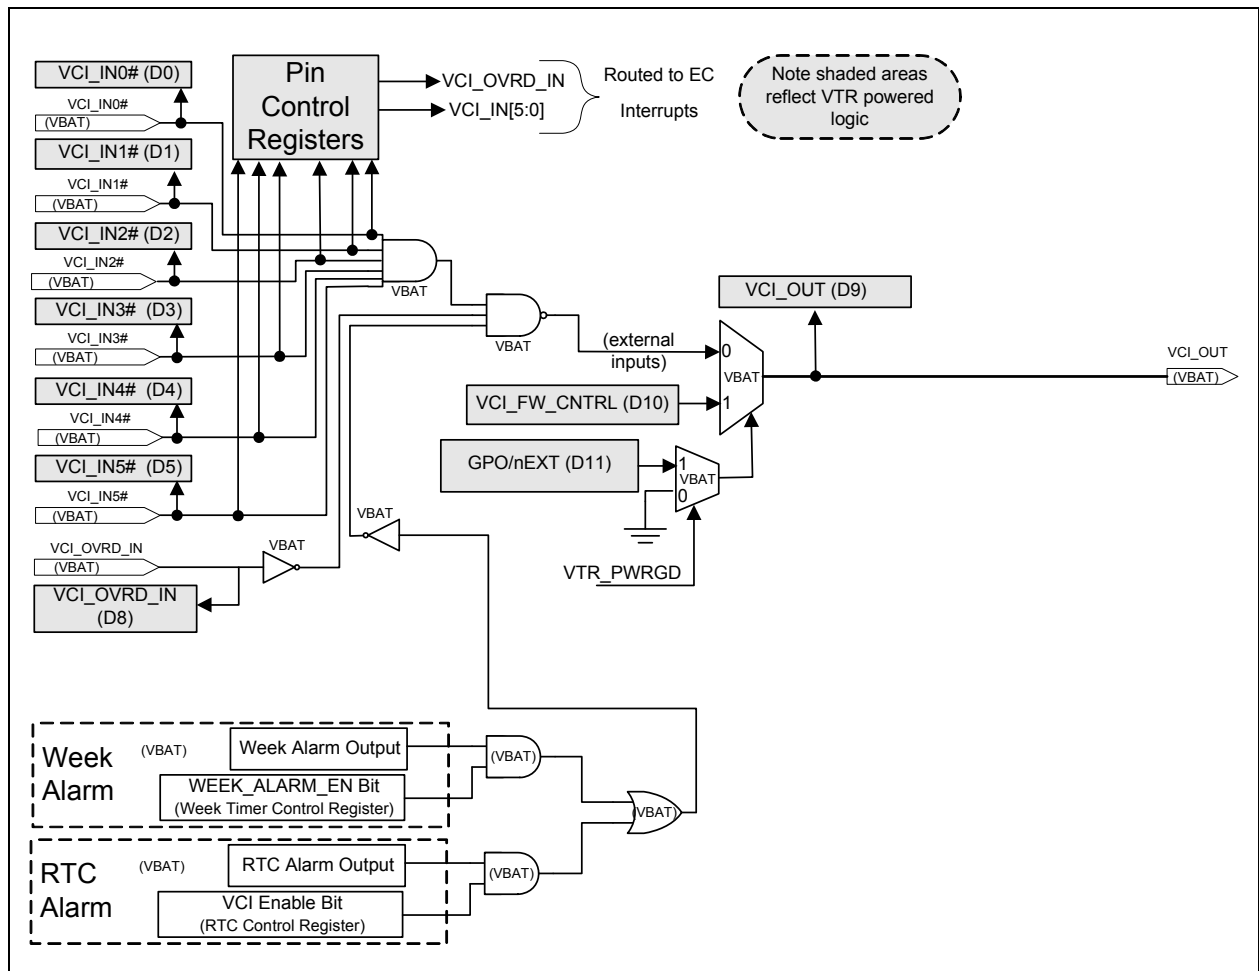 VCI_IN0# (D0)
VCI_IN0#
(VBAT)
VCI_IN1# (D1)
VCI_IN1#
(VBAT)
VCI_IN2# (D2)
VCI_IN2#
(VBAT)
VCI_IN3# (D3)
VCI_IN3#
(VBAT)
VCI_IN4# (D4)
VCI_IN4#
(VBAT)
VCI_IN5# (D5)
VCI_IN5#
(VBAT)
VCI_OVRD_IN
(VBAT)
VCI_OVRD_IN
(D8)
Pin
Control
Registers
VCI_OVRD_IN
VCI_IN[5:0]
Routed to EC
Interrupts
Note shaded areas
reflect VTR powered
logic
VBAT
VBAT
VBAT
VBAT
(external
inputs)
VCI_OUT (D9)
0
VBAT
1
VCI_OUT
(VBAT)
VCI_FW_CNTRL (D10)
GPO/nEXT (D11)
1
VBAT
0
VTR_PWRGD
Week
Alarm
(VBAT)
Week Alarm Output
WEEK_ALARM_EN Bit
(Week Timer Control Register)
(VBAT)
(VBAT)
RTC
Alarm
(VBAT)
RTC Alarm Output
VCI Enable Bit
(RTC Control Register)
(VBAT)